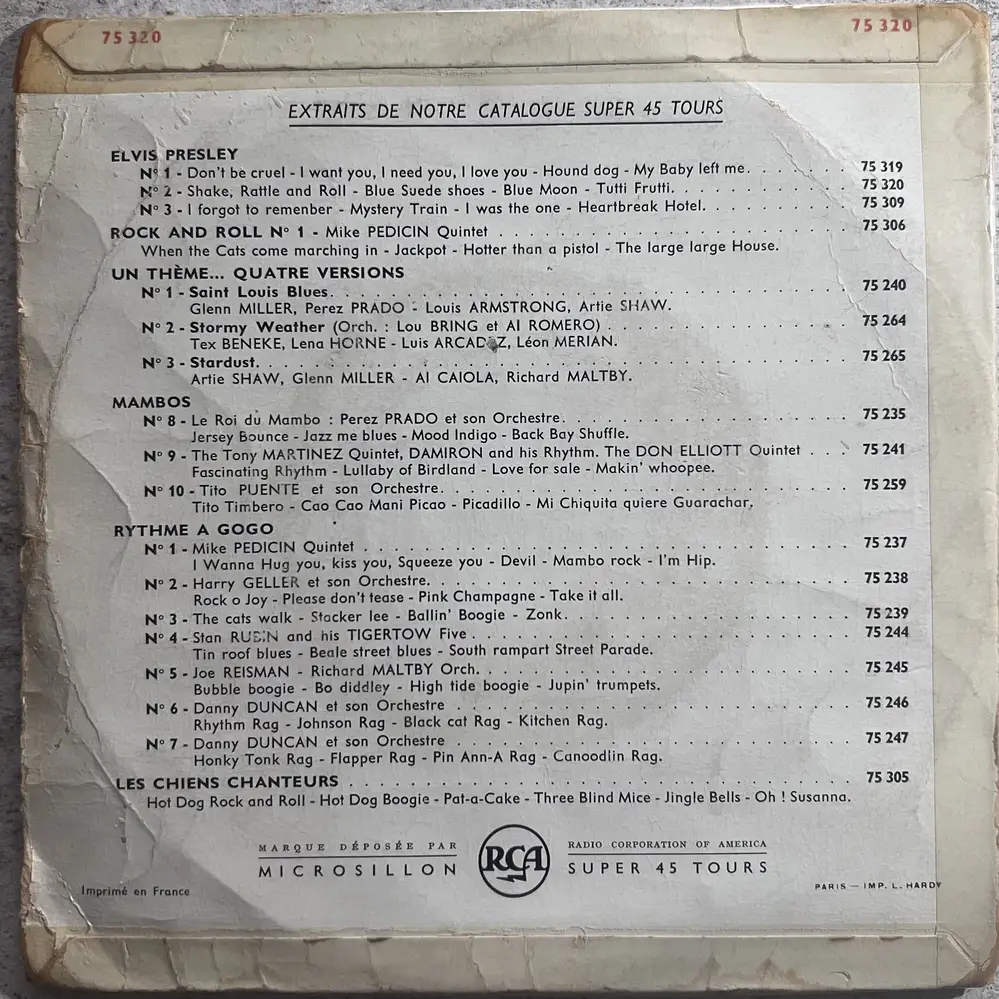 75 320 75 320
EXTRAITS DE NOTRE CATALOGUE SUPER 45 TOURS
ELVIS PRESLEY
N° 1 - Don't be cruel - I want you, I need you, I love you - Hound dog - My Baby left me. . . . . . . 75 319
N° 2 - Shake, Rattle and Roll - Blue Suede shoes - Blue Moon - Tutti Frutti. . . . . . . . . . . 75 320
N° 3 - I forgot to remenber - Mystery Train - I was the one - Heartbreak Hotel. . . . . . . . . 75 309
ROCK AND ROLL N° 1 - Mike PEDICIN Quintet . . . . . . . . . . . . . . . . . . . . . 75 306
When the Cats come marching in - Jackpot - Hotter than a pistol - The large large House.
UN THÈME... QUATRE VERSIONS
N° 1 - Saint Louis Blues. . . . . . . . . . . . . . . . . . . . . . . . . . . . . . 75 240
Glenn MILLER, Perez PRADO - Louis ARMSTRONG, Artie SHAW.
N° 2 - Stormy Weather (Orch. : Lou BRING et Al ROMERO) . . . . . . . . . . . . . . . 75 264
Tex BENEKE, Lena HORNE - Luis ARCADEZ, Léon MERIAN.
N° 3 - Stardust. . . . . . . . . . . . . . . . . . . . . . . . . . . . . . . . . . 75 265
Artie SHAW, Glenn MILLER - Al CAIOLA, Richard MALTBY.
MAMBOS
N° 8 - Le Roi du Mambo : Perez PRADO et son Orchestre. . . . . . . . . . . . . . . . . 75 235
Jersey Bounce - Jazz me blues - Mood Indigo - Back Bay Shuffle.
N° 9 - The Tony MARTINEZ Quintet, DAMIRON and his Rhythm. The DON ELLIOTT Quintet . . . 75 241
Fascinating Rhythm - Lullaby of Birdland - Love for sale - Makin' whoopee.
N° 10 - Tito PUENTE et son Orchestre. . . . . . . . . . . . . . . . . . . . . . . . 75 259
Tito Timbero - Cao Cao Mani Picao - Picadillo - Mi Chiquita quiere Guarachar.
RYTHME A GOGO
N° 1 - Mike PEDICIN Quintet . . . . . . . . . . . . . . . . . . . . . . . . . . . . 75 237
I Wanna Hug you, kiss you, Squeeze you - Devil - Mambo rock - I'm Hip.
N° 2 - Harry GELLER et son Orchestre. . . . . . . . . . . . . . . . . . . . . . . . 75 238
Rock o Joy - Please don't tease - Pink Champagne - Take it all.
N° 3 - The cats walk - Stacker lee - Ballin' Boogie - Zonk. . . . . . . . . . . . . . . . 75 239
N° 4 - Stan RUBIN and his TIGERTOW Five . . . . . . . . . . . . . . . . . . . . . . 75 244
Tin roof blues - Beale street blues - South rampart Street Parade.
N° 5 - Joe REISMAN - Richard MALTBY Orch. . . . . . . . . . . . . . . . . . . . . . 75 245
Bubble boogie - Bo diddley - High tide boogie - Jupin' trumpets.
N° 6 - Danny DUNCAN et son Orchestre . . . . . . . . . . . . . . . . . . . . . . . 75 246
Rhythm Rag - Johnson Rag - Black cat Rag - Kitchen Rag.
N° 7 - Danny DUNCAN et son Orchestre . . . . . . . . . . . . . . . . . . . . . . . 75 247
Honky Tonk Rag - Flapper Rag - Pin Ann-A Rag - Canoodlin Rag.
LES CHIENS CHANTEURS . . . . . . . . . . . . . . . . . . . . . . . . . . . . . 75 305
Hot Dog Rock and Roll - Hot Dog Boogie - Pat-a-Cake - Three Blind Mice - Jingle Bells - Oh ! Susanna.
MARQUE DÉPOSÉE PAR RCA RADIO CORPORATION OF AMERICA
MICROSILLON SUPER 45 TOURS
Imprimé en France PARIS — IMP. L. HARDY